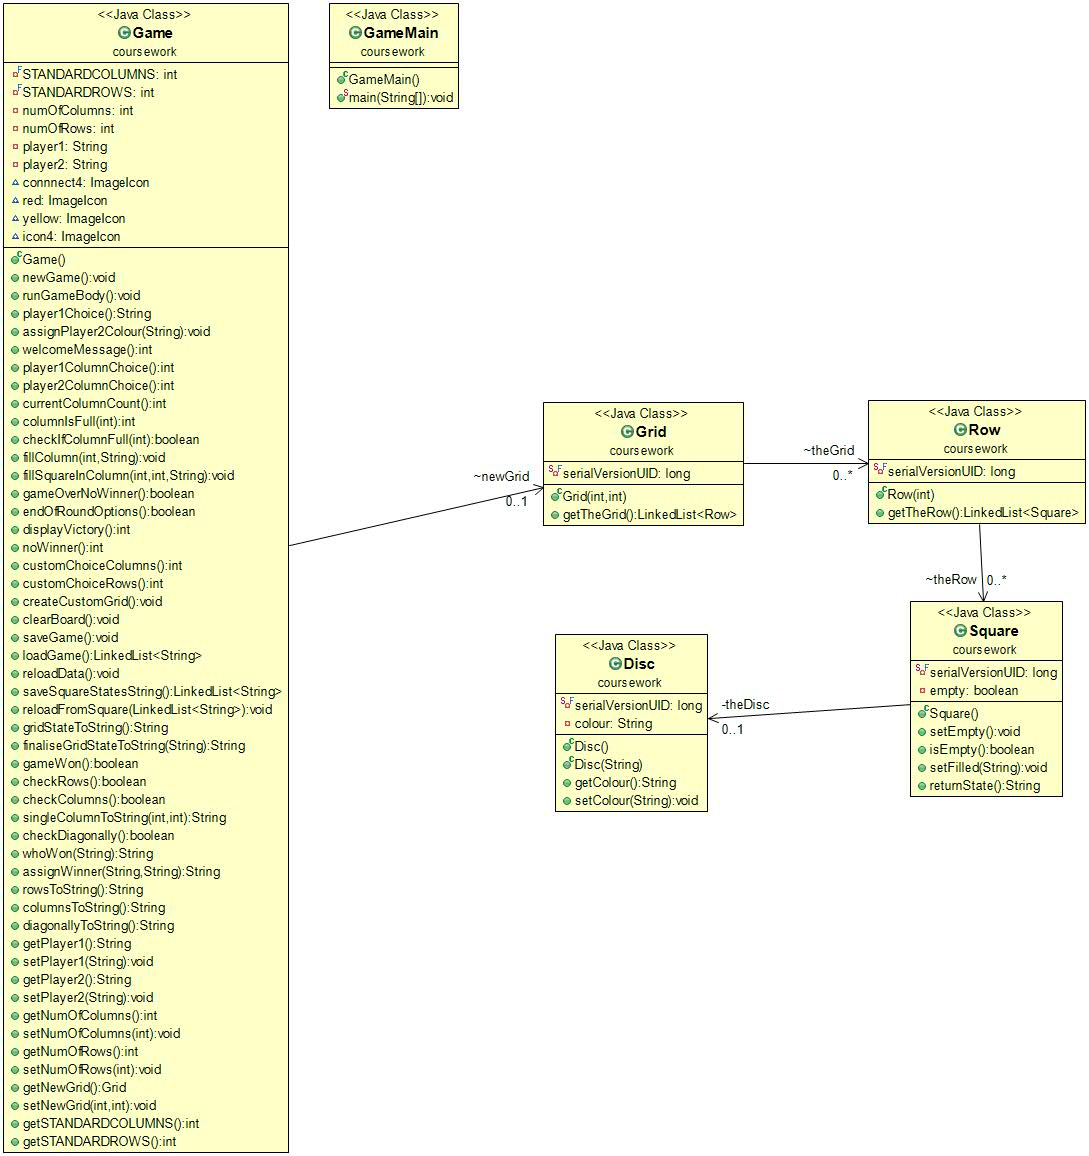 <<Java Class>>
Game
coursework
STANDARDCOLUMNS: int
STANDARDROWS: int
numOfColumns: int
numOfRows: int
player1: String
player2: String
connnect4: ImageIcon
red: ImageIcon
yellow: ImageIcon
icon4: ImageIcon
Game()
newGame():void
runGameBody():void
player1Choice():String
assignPlayer2Colour(String):void
welcomeMessage():int
player1ColumnChoice():int
player2ColumnChoice():int
currentColumnCount():int
columnIsFull(int):int
checkIfColumnFull(int):boolean
fillColumn(int,String):void
fillSquareInColumn(int,int,String):void
gameOverNoWinner():boolean
endOfRoundOptions():boolean
displayVictory():int
noWinner():int
customChoiceColumns():int
customChoiceRows():int
createCustomGrid():void
clearBoard():void
saveGame():void
loadGame():LinkedList<String>
reloadData():void
saveSquareStatesString():LinkedList<String>
reloadFromSquare(LinkedList<String>):void
gridStateToString():String
finaliseGridStateToString(String):String
gameWon():boolean
checkRows():boolean
checkColumns():boolean
singleColumnToString(int,int):String
checkDiagonally():boolean
whoWon(String):String
assignWinner(String,String):String
rowsToString():String
columnsToString():String
diagonallyToString():String
getPlayer1():String
setPlayer1(String):void
getPlayer2():String
setPlayer2(String):void
getNumOfColumns():int
setNumOfColumns(int):void
getNumOfRows():int
setNumOfRows(int):void
getNewGrid():Grid
setNewGrid(int,int):void
getSTANDARDCOLUMNS():int
getSTANDARDROWS():int
<<Java Class>>
GameMain
coursework
GameMain()
main(String[]):void
~newGrid
0..1
<<Java Class>>
Grid
coursework
serialVersionUID: long
Grid(int,int)
getTheGrid():LinkedList<Row>
~theGrid
0..*
<<Java Class>>
Row
coursework
serialVersionUID: long
Row(int)
getTheRow():LinkedList<Square>
~theRow
0..*
<<Java Class>>
Square
coursework
serialVersionUID: long
empty: boolean
Square()
setEmpty():void
isEmpty():boolean
setFilled(String):void
returnState():String
-theDisc
0..1
<<Java Class>>
Disc
coursework
serialVersionUID: long
colour: String
Disc()
Disc(String)
getColour():String
setColour(String):void